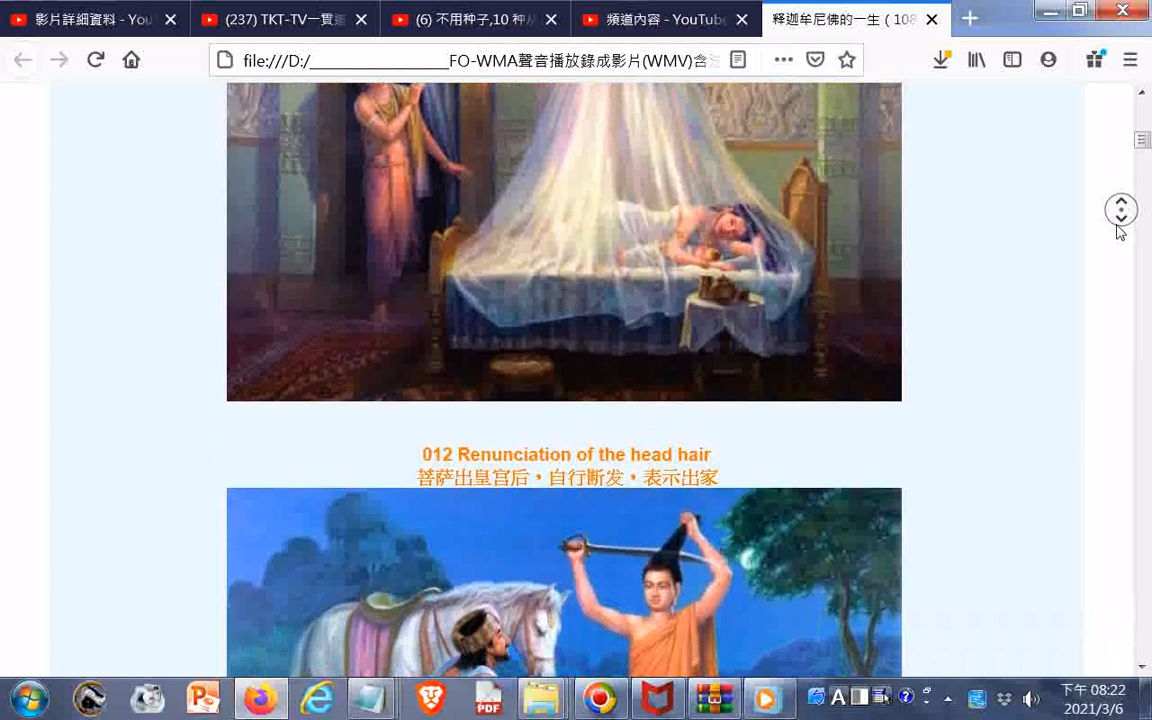 影片詳細資料 - You
(237) TKT-TV一貫道
(6) 不用种子,10 种从
頻道內容 - YouTube
释迦牟尼佛的一生 ( 108
file:///D:/________________FO-WMA聲音播放錄成影片(WMV)含
012 Renunciation of the head hair
菩萨出皇宫后，自行断发，表示出家
PDF
A
下午 08:22
2021/3/6